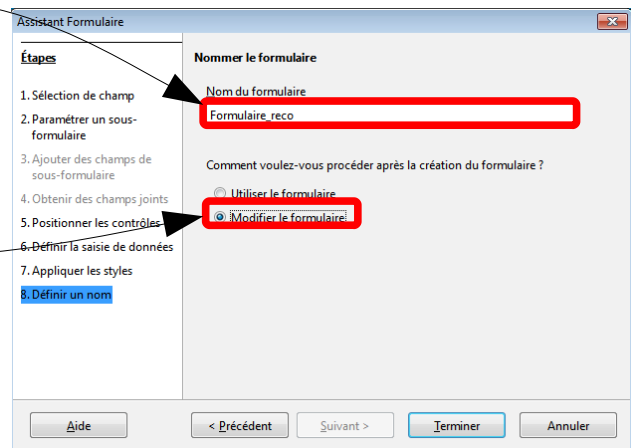 Assistant Formulaire
Étapes
1. Sélection de champ
2. Paramétrer un sous-
formulaire
3. Ajouter des champs de
sous-formulaire
4. Obtenir des champs joints
5. Positionner les contrôles
6. Définir la saisie de données
7. Appliquer les styles
8. Définir un nom
Nommer le formulaire
Nom du formulaire
Formulaire_reco
Comment voulez-vous procéder après la création du formulaire ?
Utiliser le formulaire
Modifier le formulaire
Aide
< Précédent
Suivant >
Terminer
Annuler